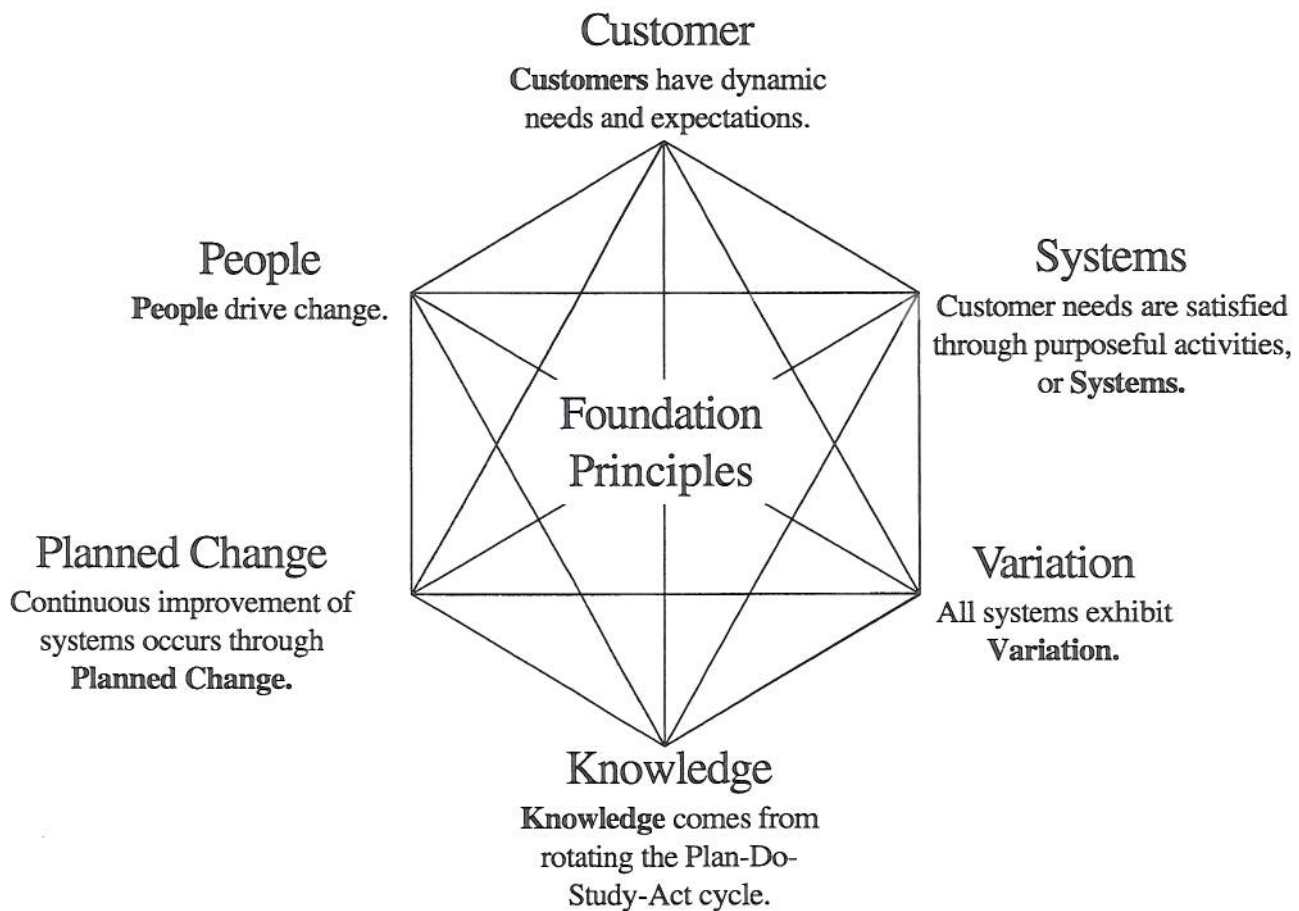 Customer
Customers have dynamic
needs and expectations.
People
People drive change.
Systems
Customer needs are satisfied
through purposeful activities,
or Systems.
Foundation
Principles
Planned Change
Continuous improvement of
systems occurs through
Planned Change.
Variation
All systems exhibit
Variation.
Knowledge
Knowledge comes from
rotating the Plan-Do-
Study-Act cycle.